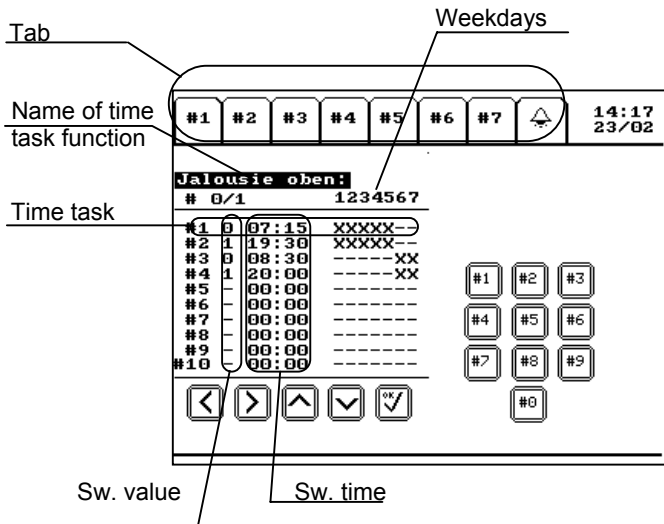 Weekdays
Tab
#1 #2 #3 #4 #5 #6 #7 14:17
23/02
Name of time
task function
Jalousie oben:
# 0/1 1234567
Time task
#1 0 07:15 XXXXX--
#2 1 19:30 XXXXX--
#3 0 08:30 -----XX
#4 1 20:00 -----XX
#5 - 00:00 -------
#6 - 00:00 -------
#7 - 00:00 -------
#8 - 00:00 -------
#9 - 00:00 -------
#10 - 00:00 -------
#1 #2 #3
#4 #5 #6
#7 #8 #9
OK #0
Sw. value Sw. time